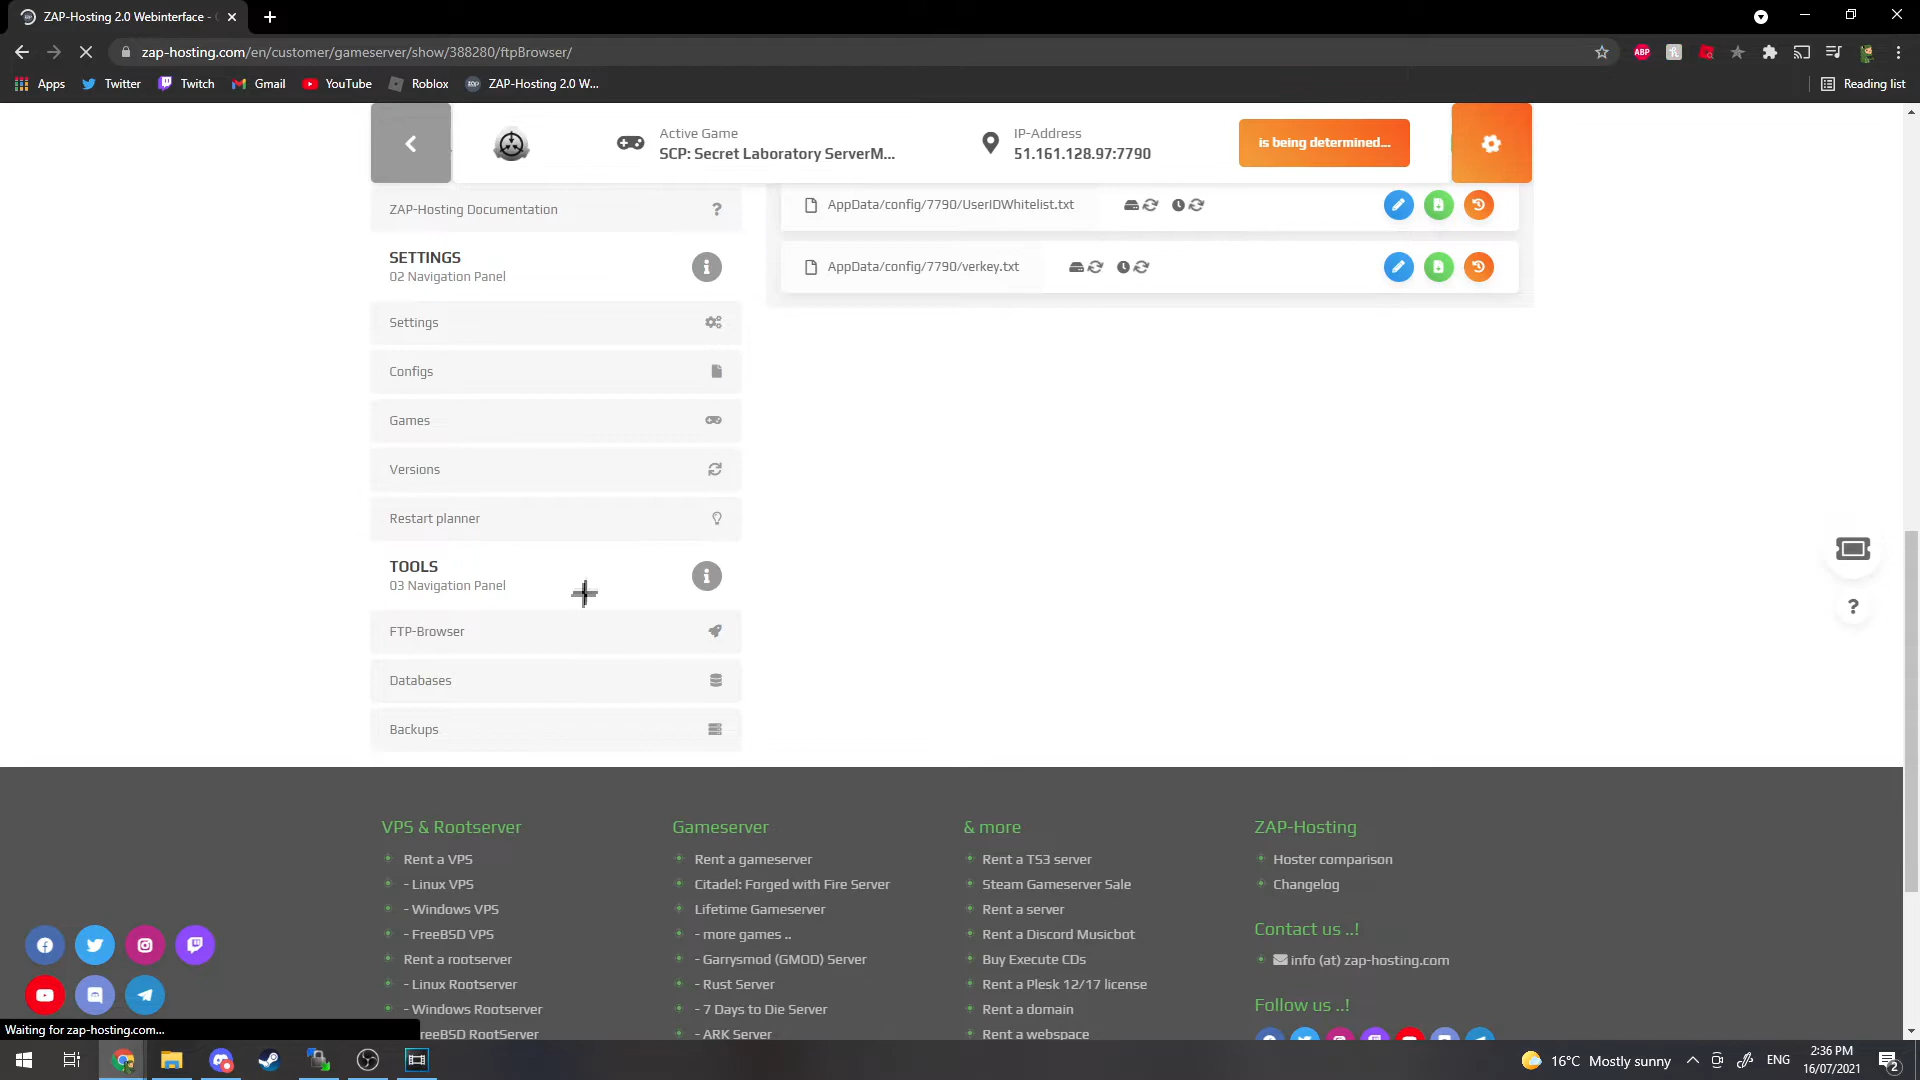 ZAP-Hosting 2.0 Webinterface -
zap-hosting.com/en/customer/gameserver/show/388280/ftpBrowser/
ABP
Apps
Twitter
Twitch
Gmail
YouTube
Roblox
ZAP-Hosting 2.0 W...
Reading list
Active Game
SCP: Secret Laboratory ServerM...
IP-Address
51.161.128.97:7790
is being determined...
ZAP-Hosting Documentation
?
AppData/config/7790/UserIDWhitelist.txt
SETTINGS
02 Navigation Panel
AppData/config/7790/verkey.txt
Settings
Configs
Games
Versions
Restart planner
TOOLS
03 Navigation Panel
?
FTP-Browser
Databases
Backups
VPS & Rootserver
Rent a VPS
- Linux VPS
- Windows VPS
- FreeBSD VPS
Rent a rootserver
- Linux Rootserver
- Windows Rootserver
FreeBSD RootServer
Gameserver
Rent a gameserver
Citadel: Forged with Fire Server
Lifetime Gameserver
- more games ..
- Garrysmod (GMOD) Server
- Rust Server
- 7 Days to Die Server
- ARK Server
& more
Rent a TS3 server
Steam Gameserver Sale
Rent a server
Rent a Discord Musicbot
Buy Execute CDs
Rent a Plesk 12/17 license
Rent a domain
Rent a webspace
ZAP-Hosting
Hoster comparison
Changelog
Contact us ..!
info (at) zap-hosting.com
Follow us ..!
Waiting for zap-hosting.com...
16°C Mostly sunny
ENG
2:36 PM
16/07/2021
2